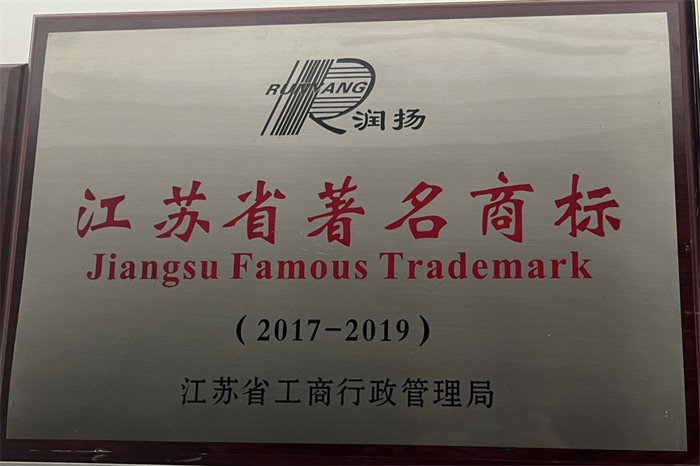 RUNYANG
润扬
江苏省著名商标
Jiangsu Famous Trademark
(2017-2019)
江苏省工商行政管理局